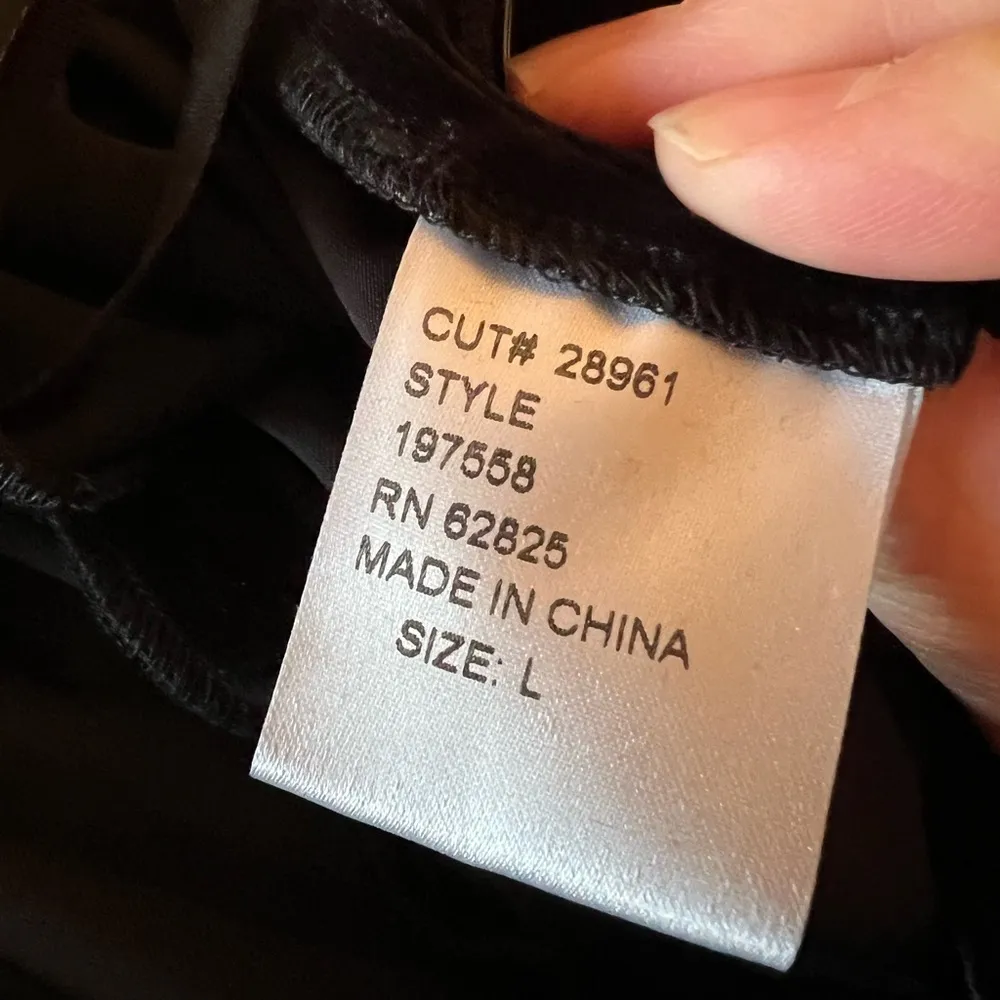 CUT# 28961
STYLE
197558
RN 62825
MADE IN CHINA
SIZE: L